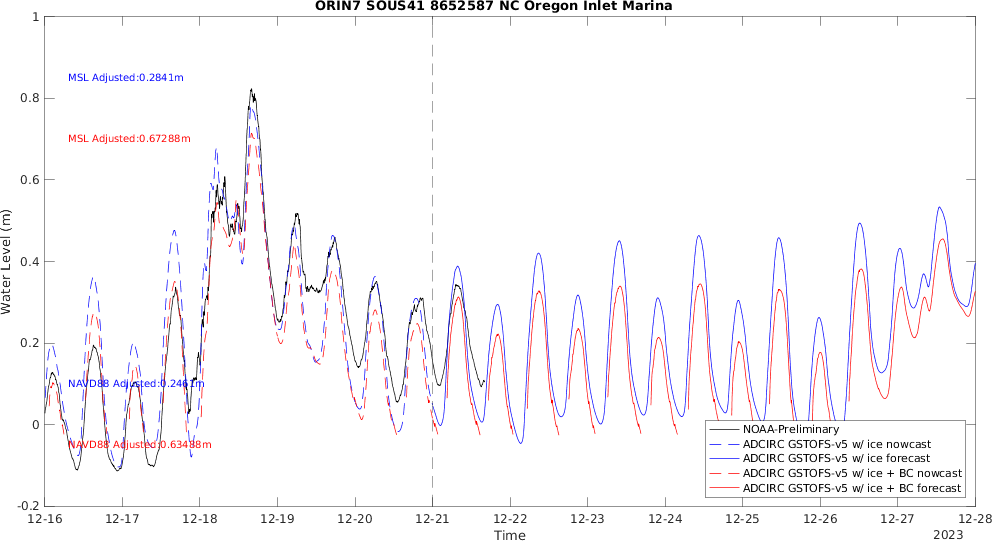 ORIN7 SOUS41 8652587 NC Oregon Inlet Marina
1
MSL Adjusted:0.2841m
0.8
MSL Adjusted:0.67288m
0.6
Water Level (m)
0.4
0.2
NAVD88 Adjusted:0.2461m
0
NAVD88 Adjusted:0.63488m
NOAA-Preliminary
ADCIRC GSTOFS-v5 w/ ice nowcast
ADCIRC GSTOFS-v5 w/ ice forecast
ADCIRC GSTOFS-v5 w/ ice + BC nowcast
ADCIRC GSTOFS-v5 w/ ice + BC forecast
-0.2
12-16 12-17 12-18 12-19 12-20 12-21 12-22 12-23 12-24 12-25 12-26 12-27 12-28
Time
2023